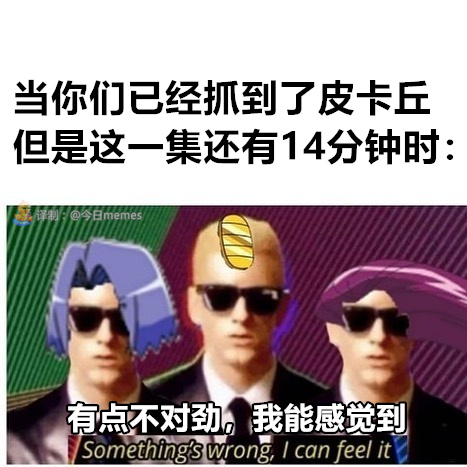 当你们已经抓到了皮卡丘
但是这一集还有14分钟时：
译制：@今日memes
有点不对劲，我能感觉到
Something's wrong, I can feel it